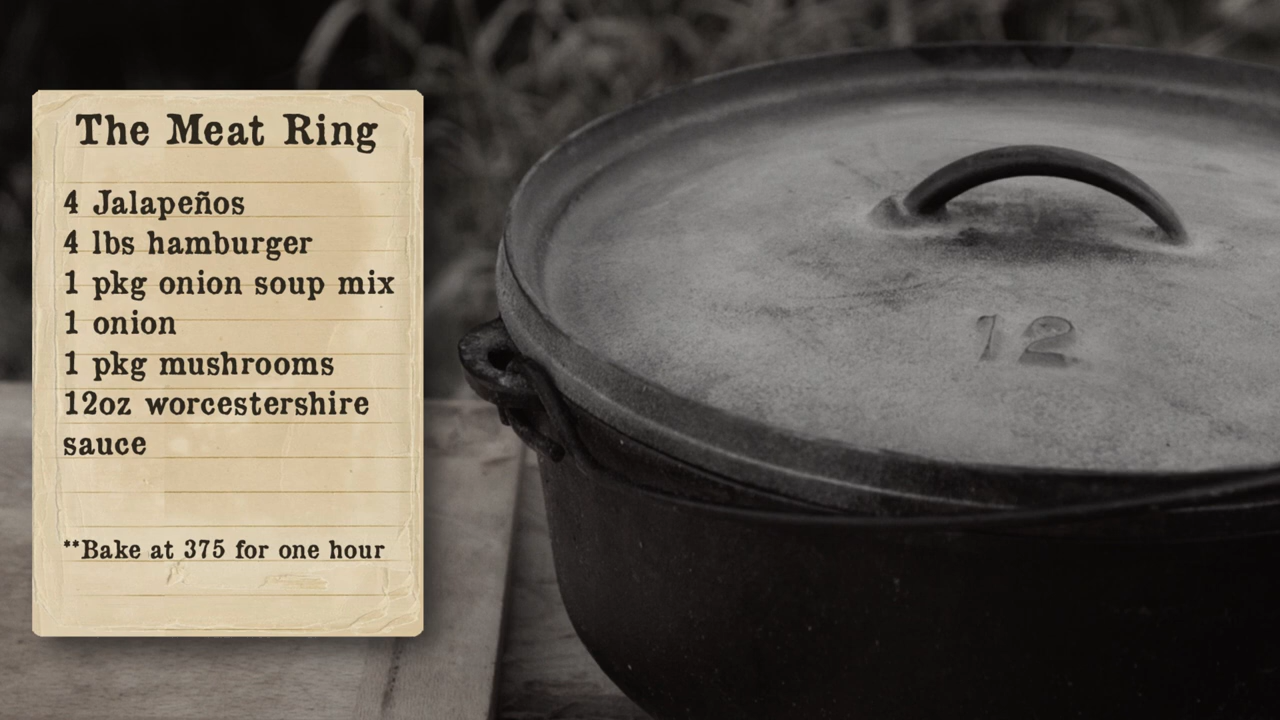 The Meat Ring
4 Jalapeños
4 lbs hamburger
1 pkg onion soup mix
1 onion
1 pkg mushrooms
12oz worcestershire
sauce
**Bake at 375 for one hour
12